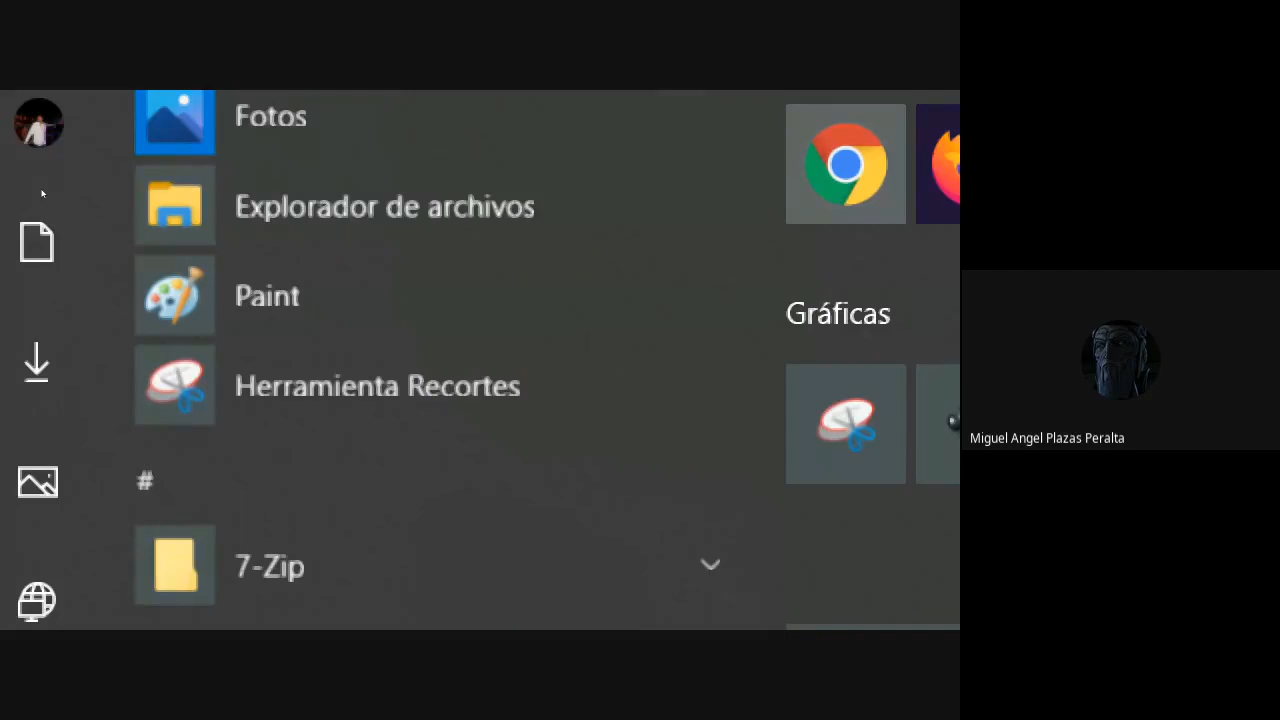 Fotos
Explorador de archivos
Paint
Herramienta Recortes
#
7-Zip
Gráficas
Miguel Angel Plazas Peralta